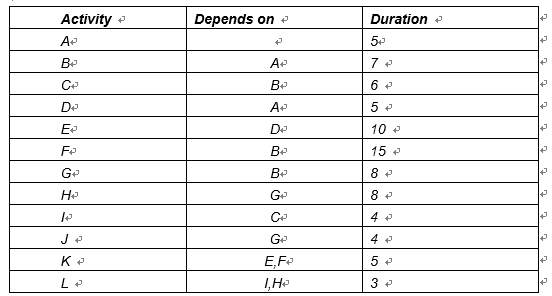 Activity Depends on Duration
A 5
B A 7
C B 6
D A 5
E D 10
F B 15
G B 8
H G 8
I C 4
J G 4
K E,F 5
L I,H 3